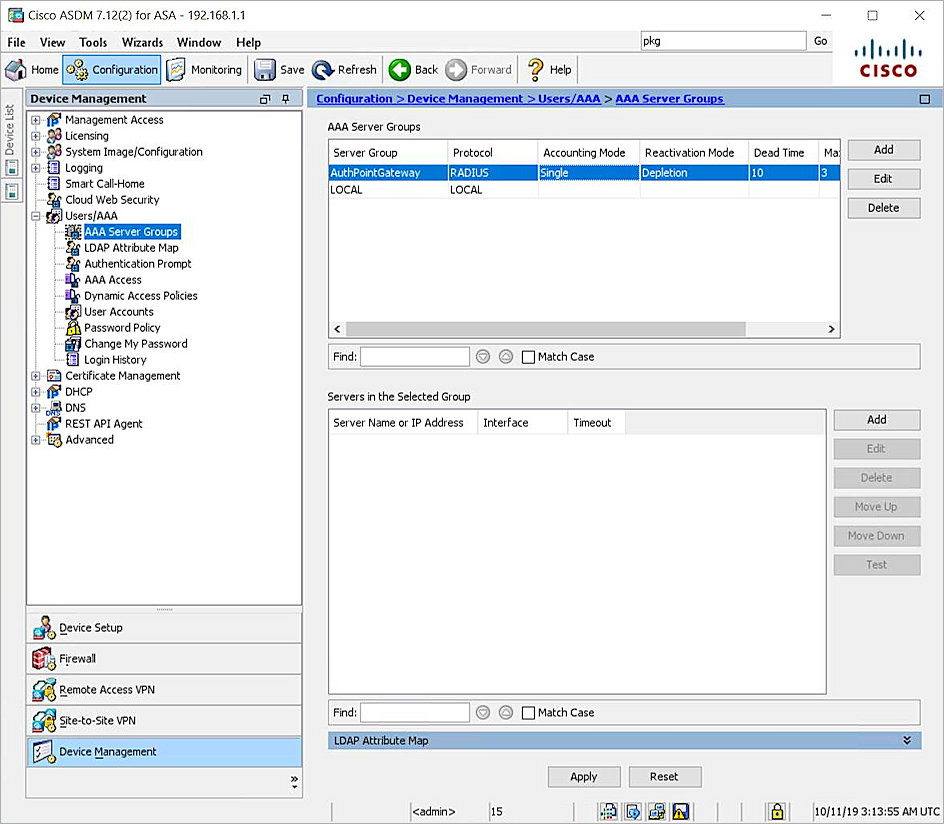 Cisco ASDM 7.12(2) for ASA - 192.168.1.1
File View Tools Wizards Window Help
pkg Go
Home Configuration Monitoring Save Refresh Back Forward Help
CISCO
Device List
Device Management
Management Access
Licensing
System Image/Configuration
Logging
Smart Call-Home
Cloud Web Security
Users/AAA
AAA Server Groups
LDAP Attribute Map
Authentication Prompt
AAA Access
Dynamic Access Policies
User Accounts
Password Policy
Change My Password
Login History
Certificate Management
DHCP
DNS
REST API Agent
Advanced
Device Setup
Firewall
Remote Access VPN
Site-to-Site VPN
Device Management
Configuration > Device Management > Users/AAA > AAA Server Groups
AAA Server Groups
Server Group Protocol Accounting Mode Reactivation Mode Dead Time Max
AuthPointGateway RADIUS Single Depletion 10 3
LOCAL LOCAL
Add
Edit
Delete
Find: Match Case
Servers in the Selected Group
Server Name or IP Address Interface Timeout
Add
Edit
Delete
Move Up
Move Down
Test
Find: Match Case
LDAP Attribute Map
Apply Reset
<admin> 15 10/11/19 3:13:55 AM UTC